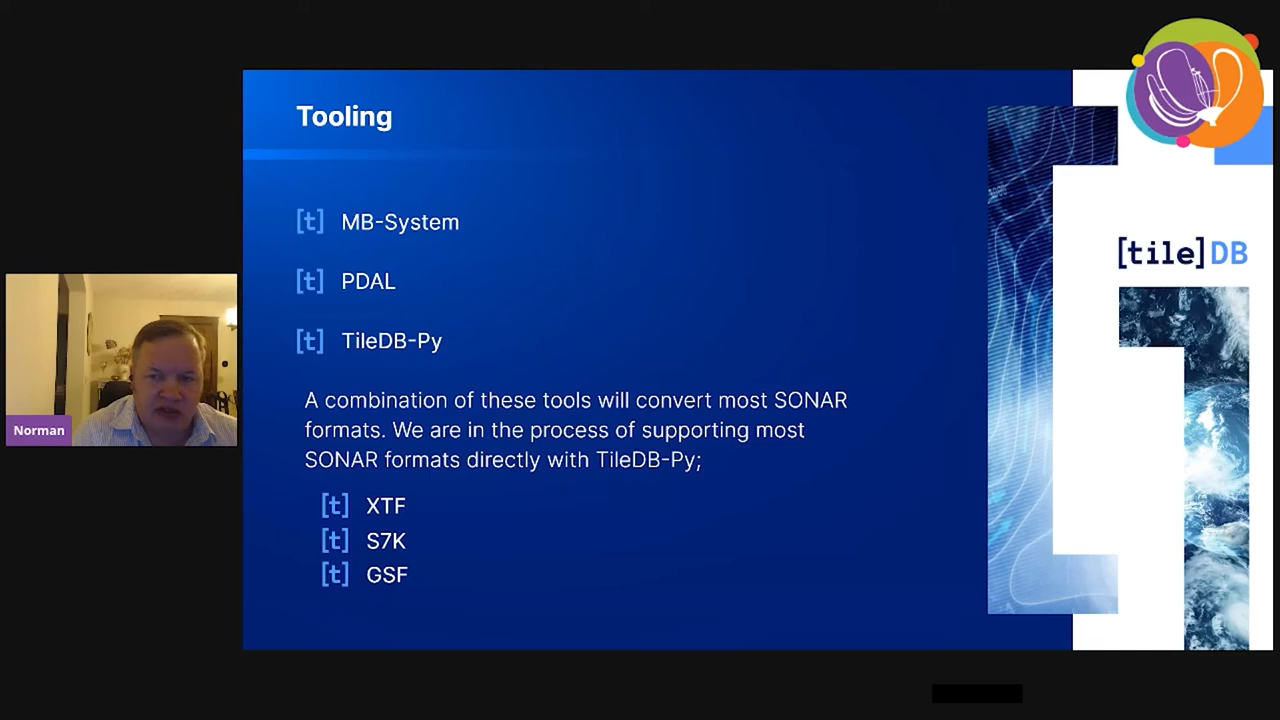 Tooling
[t] MB-System
[t] PDAL
[t] TileDB-Py
A combination of these tools will convert most SONAR
formats. We are in the process of supporting most
SONAR formats directly with TileDB-Py;
[t] XTF
[t] S7K
[t] GSF
[tile]DB
Norman